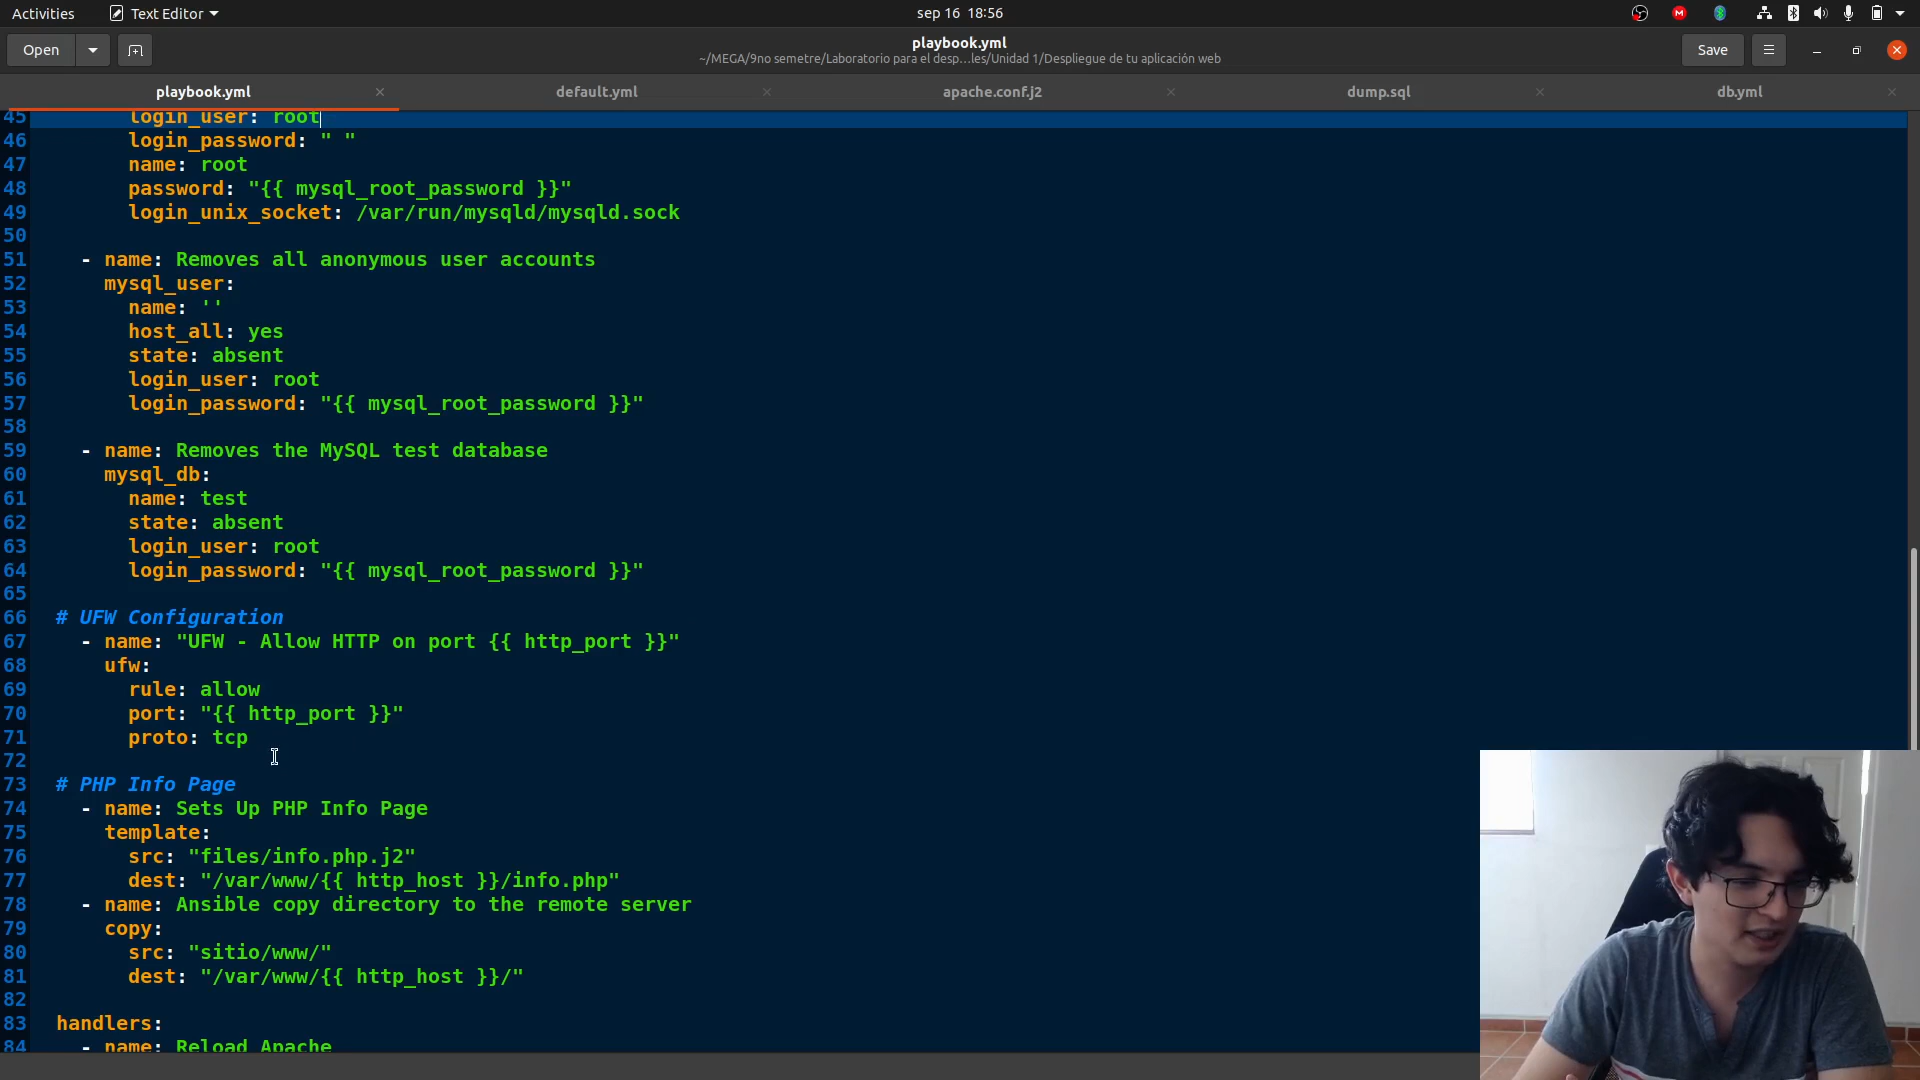 Activities Text Editor sep 16 18:56
Open playbook.yml Save
~/MEGA/9no semetre/Laboratorio para el desp...les/Unidad 1/Despliegue de tu aplicación web
playbook.yml default.yml apache.conf.j2 dump.sql db.yml
45 login_user: root
46 login_password: " "
47 name: root
48 password: "{{ mysql_root_password }}"
49 login_unix_socket: /var/run/mysqld/mysqld.sock
50
51 - name: Removes all anonymous user accounts
52 mysql_user:
53 name: ''
54 host_all: yes
55 state: absent
56 login_user: root
57 login_password: "{{ mysql_root_password }}"
58
59 - name: Removes the MySQL test database
60 mysql_db:
61 name: test
62 state: absent
63 login_user: root
64 login_password: "{{ mysql_root_password }}"
65
66 # UFW Configuration
67 - name: "UFW - Allow HTTP on port {{ http_port }}"
68 ufw:
69 rule: allow
70 port: "{{ http_port }}"
71 proto: tcp
72
73 # PHP Info Page
74 - name: Sets Up PHP Info Page
75 template:
76 src: "files/info.php.j2"
77 dest: "/var/www/{{ http_host }}/info.php"
78 - name: Ansible copy directory to the remote server
79 copy:
80 src: "sitio/www/"
81 dest: "/var/www/{{ http_host }}/"
82
83 handlers:
84 - name: Reload Apache